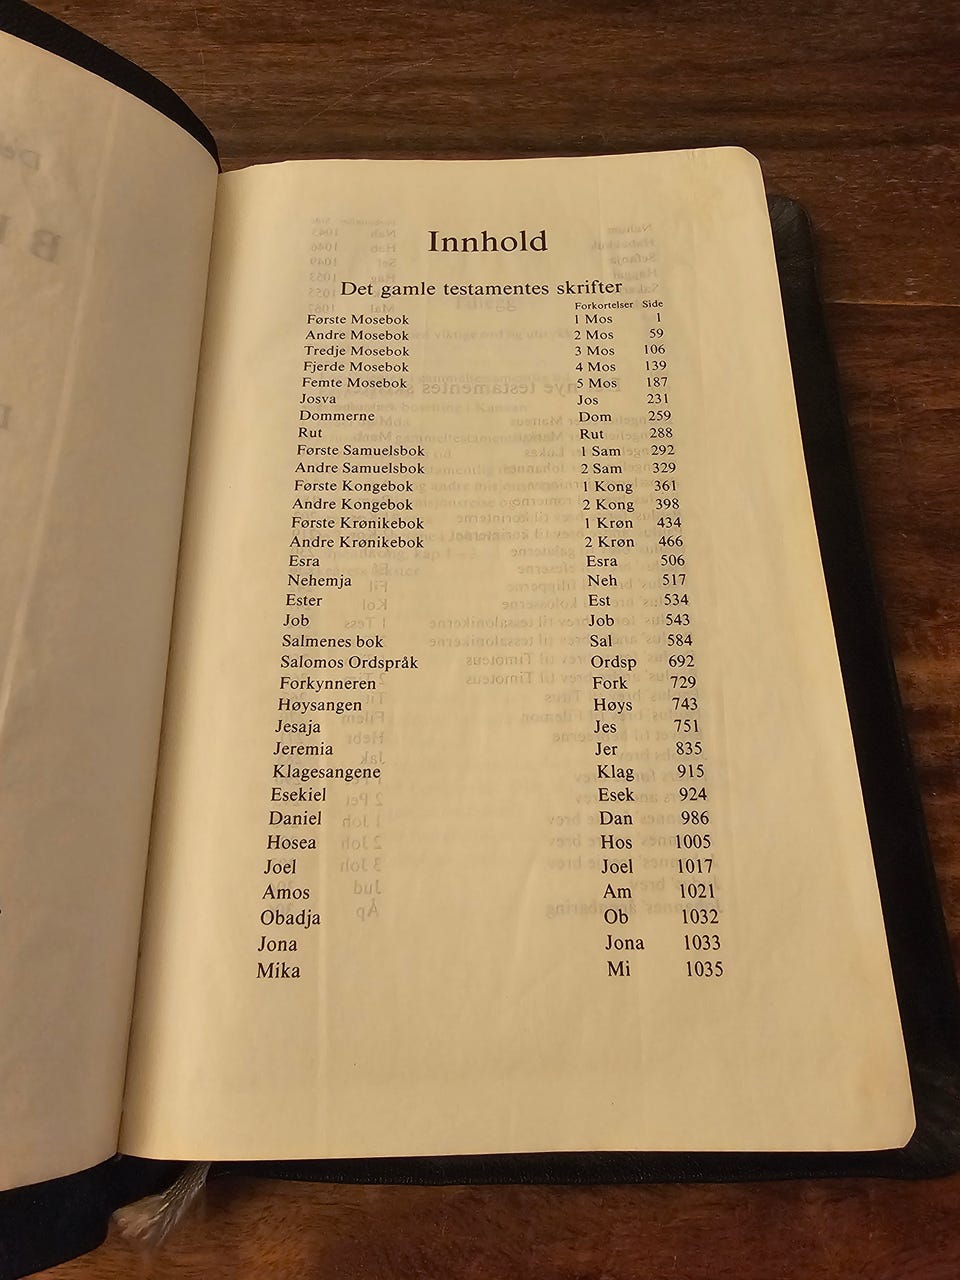 Innhold
Det gamle testamentes skrifter
Forkortelser Side
Første Mosebok 1 Mos 1
Andre Mosebok 2 Mos 59
Tredje Mosebok 3 Mos 106
Fjerde Mosebok 4 Mos 139
Femte Mosebok 5 Mos 187
Josva Jos 231
Dommerne Dom 259
Rut Rut 288
Første Samuelsbok 1 Sam 292
Andre Samuelsbok 2 Sam 329
Første Kongebok 1 Kong 361
Andre Kongebok 2 Kong 398
Første Krønikebok 1 Krøn 434
Andre Krønikebok 2 Krøn 466
Esra Esra 506
Nehemja Neh 517
Ester Est 534
Job Job 543
Salmenes bok Sal 584
Salomos Ordspråk Ordsp 692
Forkynneren Fork 729
Høysangen Høys 743
Jesaja Jes 751
Jeremia Jer 835
Klagesangene Klag 915
Esekiel Esek 924
Daniel Dan 986
Hosea Hos 1005
Joel Joel 1017
Amos Am 1021
Obadja Ob 1032
Jona Jona 1033
Mika Mi 1035